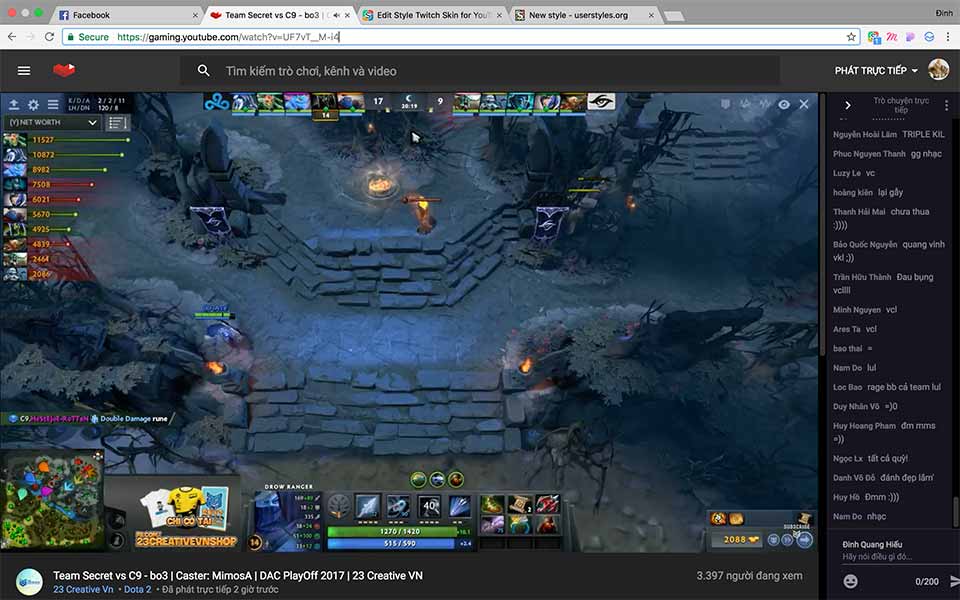 Facebook
Team Secret vs C9 - bo3 |
Edit Style Twitch Skin for YouT
New style - userstyles.org
Đinh
Secure
https://gaming.youtube.com/watch?v=UF7vT__M-i4
Tìm kiếm trò chơi, kênh và video
PHÁT TRỰC TIẾP
K/D/A 2/2/11
LH/DN 120/8
17
20:19
9
14
(Y) NET WORTH
11527
10872
8982
7508
6021
5670
4925
4839
2464
2086
Trò chuyện trực tiếp
Nguyên Hoài Lâm TRIPLE KIL
Phuc Nguyen Thanh gg nhạc
Luzy Le vc
hoàng kiên lại gãy
Thanh Hải Mai chưa thua
:))))
Bảo Quốc Nguyễn quang vinh
vkl ;))
Trần Hữu Thành Đau bụng
vcllll
Minh Nguyen vcl
Ares Ta vcl
bao thai =
Nam Do lul
Loc Bao rage bb cả team lul
Duy Nhân Võ =)0
Huy Hoang Pham đm mms
=))
Ngọc Lx tất cả quỳ!
Danh Võ Đỗ đánh đẹp lắm'
Huy Hồ Đmm :)))
Nam Do nhạc
Double Damage rune
CHỈ CÓ TẠI
23CREATIVEVNSHOP
DROW RANGER
14
40
1270 / 1420
515 / 590
+2.4
2088
SUBSCRIBE
Team Secret vs C9 - bo3 | Caster: MimosA | DAC PlayOff 2017 | 23 Creative VN
23 Creative Vn • Dota 2 • Đã phát trực tiếp 2 giờ trước
3.397 người đang xem
Đinh Quang Hiếu
Hãy nói điều gì đó...
0/200